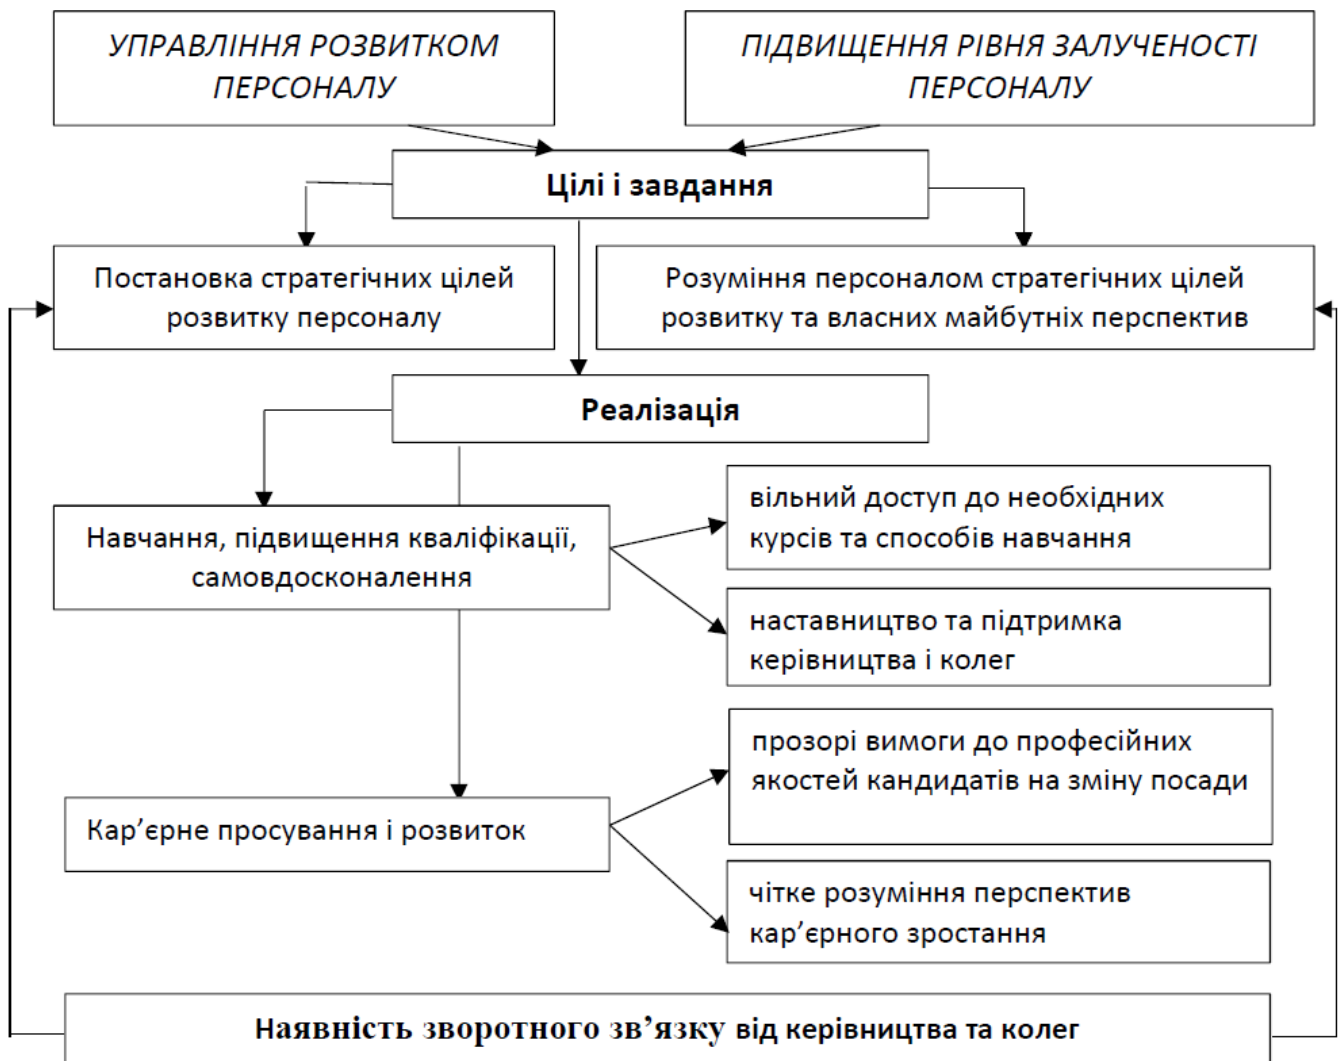 УПРАВЛІННЯ РОЗВИТКОМ
ПЕРСОНАЛУ
ПІДВИЩЕННЯ РІВНЯ ЗАЛУЧЕНОСТІ
ПЕРСОНАЛУ
Цілі і завдання
Постановка стратегічних цілей
розвитку персоналу
Розуміння персоналом стратегічних цілей
розвитку та власних майбутніх перспектив
Реалізація
Навчання, підвищення кваліфікації,
самовдосконалення
вільний доступ до необхідних
курсів та способів навчання
наставництво та підтримка
керівництва і колег
прозорі вимоги до професійних
якостей кандидатів на зміну посади
Кар’єрне просування і розвиток
чітке розуміння перспектив
кар’єрного зростання
Наявність зворотного зв’язку від керівництва та колег